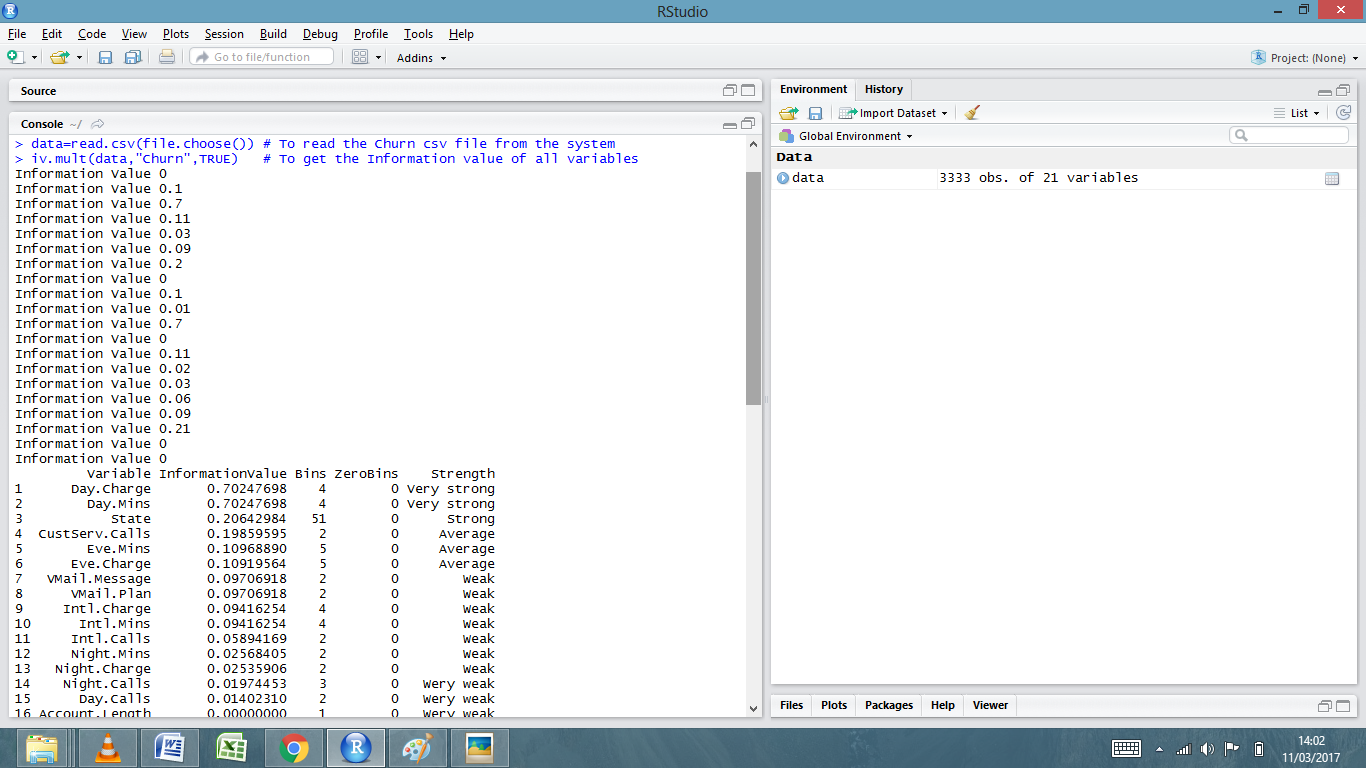 RStudio
File Edit Code View Plots Session Build Debug Profile Tools Help
Go to file/function Addins Project: (None)
Source
Console ~/
> data=read.csv(file.choose()) # To read the Churn csv file from the system
> iv.mult(data,"Churn",TRUE) # To get the Information value of all variables
Information Value 0
Information Value 0.1
Information Value 0.7
Information Value 0.11
Information Value 0.03
Information Value 0.09
Information Value 0.2
Information Value 0
Information Value 0.1
Information Value 0.01
Information Value 0.7
Information Value 0
Information Value 0.11
Information Value 0.02
Information Value 0.03
Information Value 0.06
Information Value 0.09
Information Value 0.21
Information Value 0
Information Value 0
Variable InformationValue Bins ZeroBins Strength
1 Day.Charge 0.70247698 4 0 Very strong
2 Day.Mins 0.70247698 4 0 Very strong
3 State 0.20642984 51 0 Strong
4 CustServ.Calls 0.19859595 2 0 Average
5 Eve.Mins 0.10968890 5 0 Average
6 Eve.Charge 0.10919564 5 0 Average
7 VMail.Message 0.09706918 2 0 Weak
8 VMail.Plan 0.09706918 2 0 Weak
9 Intl.Charge 0.09416254 4 0 Weak
10 Intl.Mins 0.09416254 4 0 Weak
11 Intl.Calls 0.05894169 2 0 Weak
12 Night.Mins 0.02568405 2 0 Weak
13 Night.Charge 0.02535906 2 0 Weak
14 Night.Calls 0.01974453 3 0 Wery weak
15 Day.Calls 0.01402310 2 0 Wery weak
16 Account.Length 0.00000000 1 0 Wery weak
Environment History
Import Dataset List
Global Environment
Data
data 3333 obs. of 21 variables
Files Plots Packages Help Viewer
14:02
11/03/2017